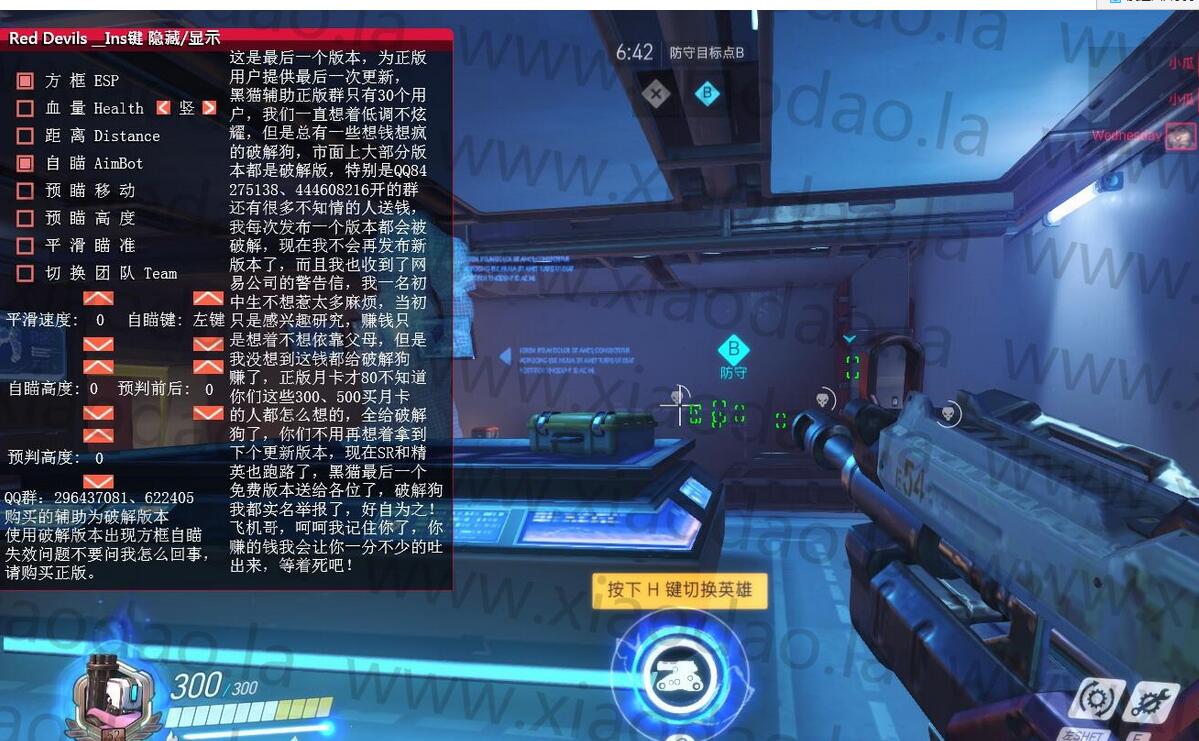 Red Devils __Ins键 隐藏/显示
方 框 ESP
血 量 Health < 竖 >
距 离 Distance
自 瞄 AimBot
预 瞄 移 动
预 瞄 高 度
平 滑 瞄 准
切 换 团 队 Team
平滑速度: 0 自瞄键: 左键
自瞄高度: 0 预判前后: 0
预判高度: 0
QQ群: 296437081、622405
购买的辅助为破解版本
使用破解版本出现方框自瞄
失效问题不要问我怎么回事,
请购买正版。
这是最后一个版本, 为正版
用户提供最后一次更新,
黑猫辅助正版群只有30个用
户, 我们一直想着低调不炫
耀, 但是总有一些想钱想疯
的破解狗, 市面上大部分版
本都是破解版, 特别是QQ84
275138、444608216开的群
还有很多不知情的人送钱,
我每次发布一个版本都会被
破解, 现在我不会再发布新
版本了, 而且我也收到了网
易公司的警告信, 我一名初
中生不想惹太多麻烦, 当初
只是感兴趣研究, 赚钱只
是想着不想依靠父母, 但是
我没想到这钱都给破解狗
赚了, 正版月卡才80不知道
你们这些300、500买月卡
的人都怎么想的, 全给破解
狗了, 你们不用再想着拿到
下个更新版本, 现在SR和精
英也跑路了, 黑猫最后一个
免费版本送给各位了, 破解狗
我都实名举报了, 好自为之!
飞机哥, 呵呵我记住你了, 你
赚的钱我会让你一分不少的吐
出来, 等着死吧!
6:42 防守目标点B
B
小瓜
小瓜
Wednesday
B
防守
54
按下 H 键切换英雄
300/300
左SHIFT
E
www.xiaodao.la